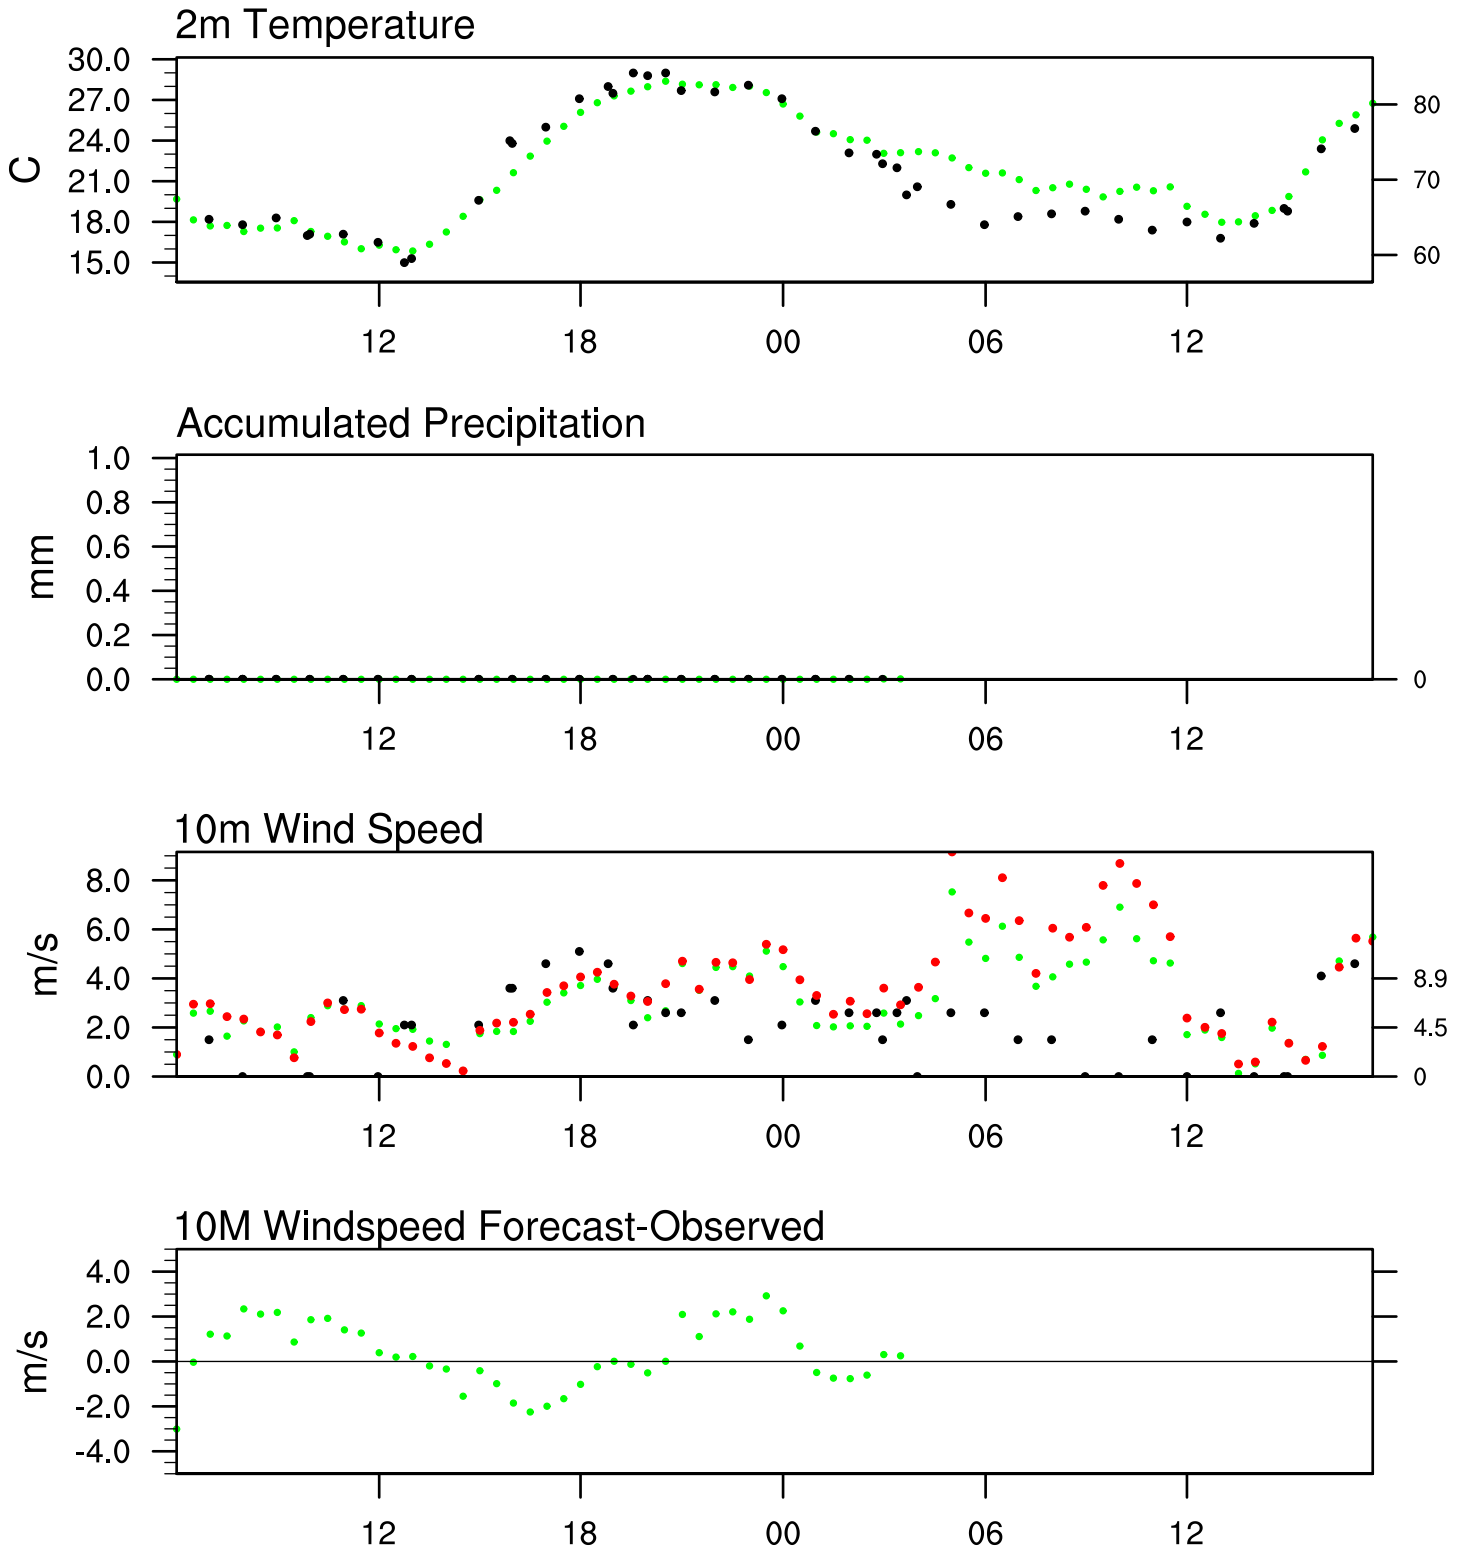 2m Temperature
30.0
27.0
24.0
21.0
18.0
15.0
C
80
70
60
12 18 00 06 12
Accumulated Precipitation
1.0
0.8
0.6
0.4
0.2
0.0
mm
0
12 18 00 06 12
10m Wind Speed
8.0
6.0
4.0
2.0
0.0
m/s
8.9
4.5
0
12 18 00 06 12
10M Windspeed Forecast-Observed
4.0
2.0
0.0
-2.0
-4.0
m/s
12 18 00 06 12